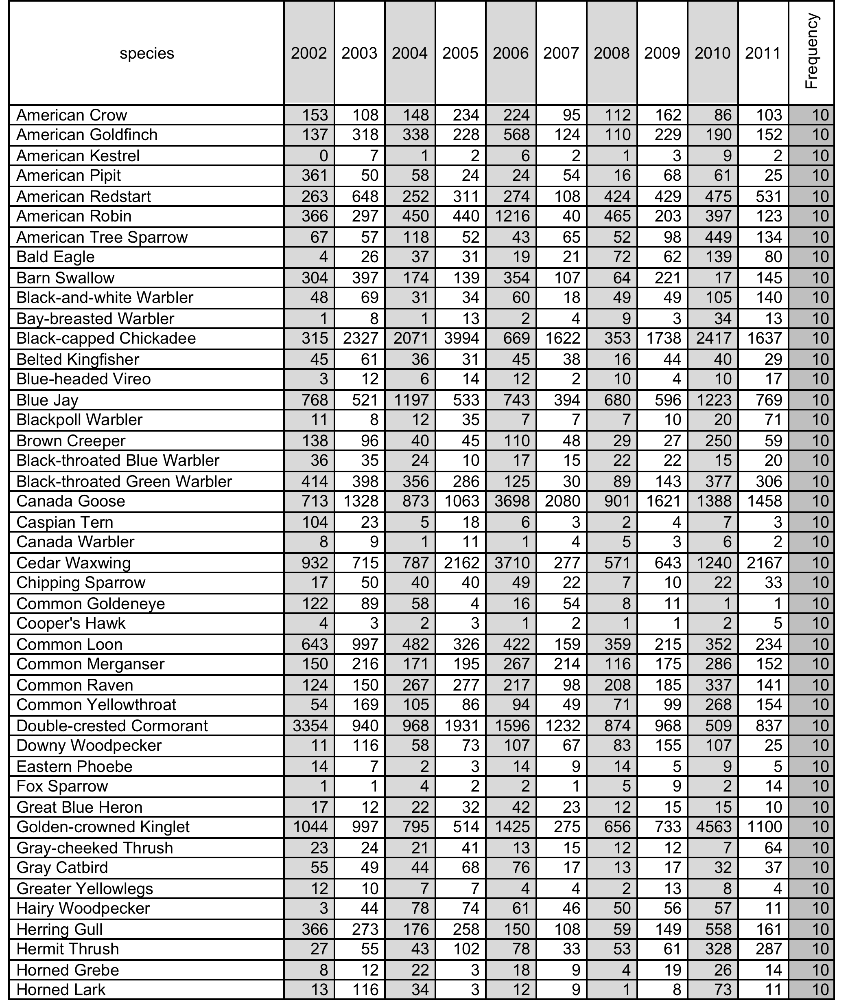 species 2002 2003 2004 2005 2006 2007 2008 2009 2010 2011 Frequency
American Crow 153 108 148 234 224 95 112 162 86 103 10
American Goldfinch 137 318 338 228 568 124 110 229 190 152 10
American Kestrel 0 7 1 2 6 2 1 3 9 2 10
American Pipit 361 50 58 24 24 54 16 68 61 25 10
American Redstart 263 648 252 311 274 108 424 429 475 531 10
American Robin 366 297 450 440 1216 40 465 203 397 123 10
American Tree Sparrow 67 57 118 52 43 65 52 98 449 134 10
Bald Eagle 4 26 37 31 19 21 72 62 139 80 10
Barn Swallow 304 397 174 139 354 107 64 221 17 145 10
Black-and-white Warbler 48 69 31 34 60 18 49 49 105 140 10
Bay-breasted Warbler 1 8 1 13 2 4 9 3 34 13 10
Black-capped Chickadee 315 2327 2071 3994 669 1622 353 1738 2417 1637 10
Belted Kingfisher 45 61 36 31 45 38 16 44 40 29 10
Blue-headed Vireo 3 12 6 14 12 2 10 4 10 17 10
Blue Jay 768 521 1197 533 743 394 680 596 1223 769 10
Blackpoll Warbler 11 8 12 35 7 7 7 10 20 71 10
Brown Creeper 138 96 40 45 110 48 29 27 250 59 10
Black-throated Blue Warbler 36 35 24 10 17 15 22 22 15 20 10
Black-throated Green Warbler 414 398 356 286 125 30 89 143 377 306 10
Canada Goose 713 1328 873 1063 3698 2080 901 1621 1388 1458 10
Caspian Tern 104 23 5 18 6 3 2 4 7 3 10
Canada Warbler 8 9 1 11 1 4 5 3 6 2 10
Cedar Waxwing 932 715 787 2162 3710 277 571 643 1240 2167 10
Chipping Sparrow 17 50 40 40 49 22 7 10 22 33 10
Common Goldeneye 122 89 58 4 16 54 8 11 1 1 10
Cooper's Hawk 4 3 2 3 1 2 1 1 2 5 10
Common Loon 643 997 482 326 422 159 359 215 352 234 10
Common Merganser 150 216 171 195 267 214 116 175 286 152 10
Common Raven 124 150 267 277 217 98 208 185 337 141 10
Common Yellowthroat 54 169 105 86 94 49 71 99 268 154 10
Double-crested Cormorant 3354 940 968 1931 1596 1232 874 968 509 837 10
Downy Woodpecker 11 116 58 73 107 67 83 155 107 25 10
Eastern Phoebe 14 7 2 3 14 9 14 5 9 5 10
Fox Sparrow 1 1 4 2 2 1 5 9 2 14 10
Great Blue Heron 17 12 22 32 42 23 12 15 15 10 10
Golden-crowned Kinglet 1044 997 795 514 1425 275 656 733 4563 1100 10
Gray-cheeked Thrush 23 24 21 41 13 15 12 12 7 64 10
Gray Catbird 55 49 44 68 76 17 13 17 32 37 10
Greater Yellowlegs 12 10 7 7 4 4 2 13 8 4 10
Hairy Woodpecker 3 44 78 74 61 46 50 56 57 11 10
Herring Gull 366 273 176 258 150 108 59 149 558 161 10
Hermit Thrush 27 55 43 102 78 33 53 61 328 287 10
Horned Grebe 8 12 22 3 18 9 4 19 26 14 10
Horned Lark 13 116 34 3 12 9 1 8 73 11 10